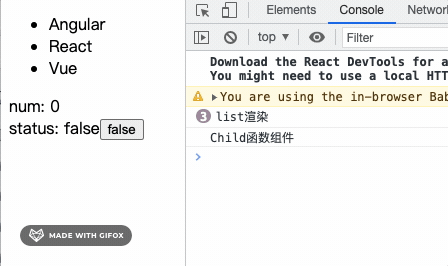 Elements Console Network
top Filter
Angular
React
Vue
num: 0
status: false false
Download the React DevTools for a
You might need to use a local HTT
You are using the in-browser Bab
3 list渲染
Child函数组件
MADE WITH GIFOX